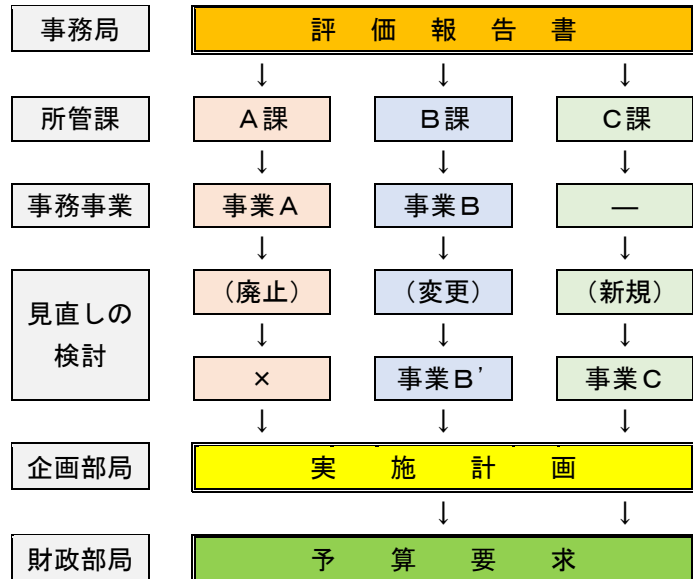 事務局 評価報告書
↓ ↓ ↓
所管課 A課 B課 C課
↓ ↓ ↓
事務事業 事業A 事業B ―
↓ ↓ ↓
見直しの
検討
(廃止) (変更) (新規)
↓ ↓ ↓
× 事業B' 事業C
↓ ↓ ↓
企画部局 実施計画
↓ ↓
財政部局 予算要求